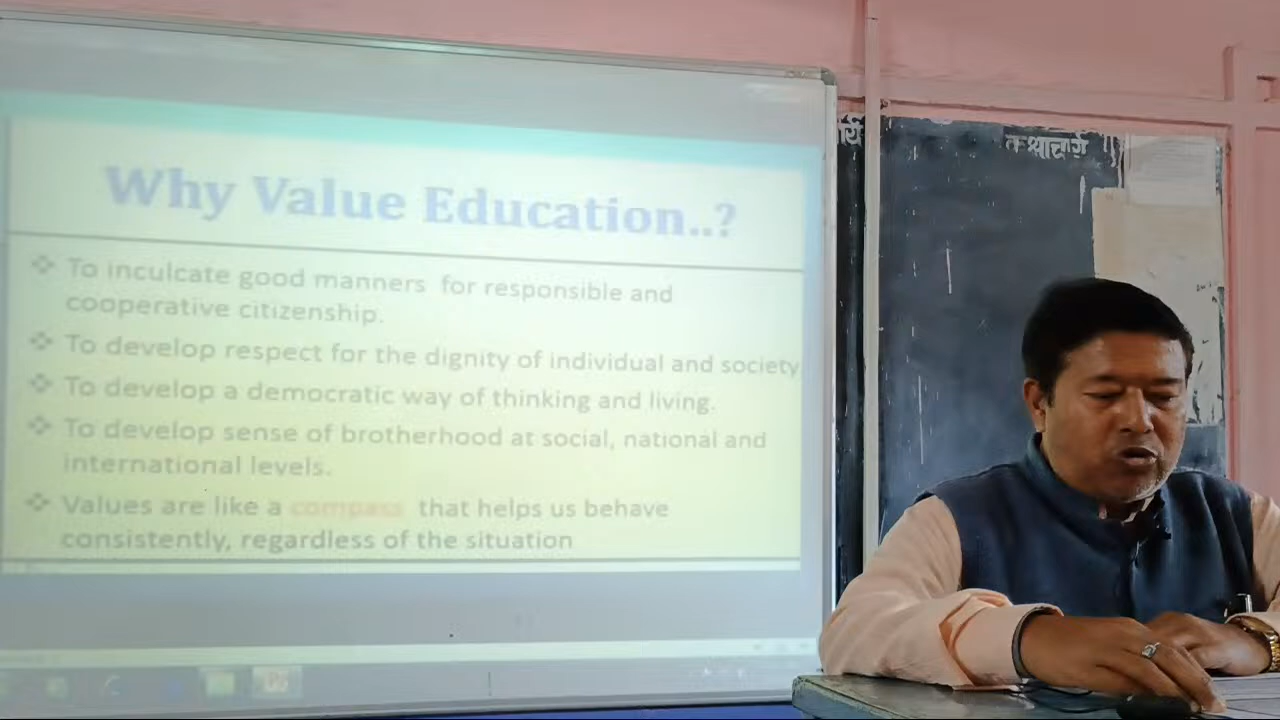 Why Value Education..?
❖ To inculcate good manners for responsible and
cooperative citizenship.
❖ To develop respect for the dignity of individual and society
❖ To develop a democratic way of thinking and living.
❖ To develop sense of brotherhood at social, national and
international levels.
❖ Values are like a compass that helps us behave
consistently, regardless of the situation